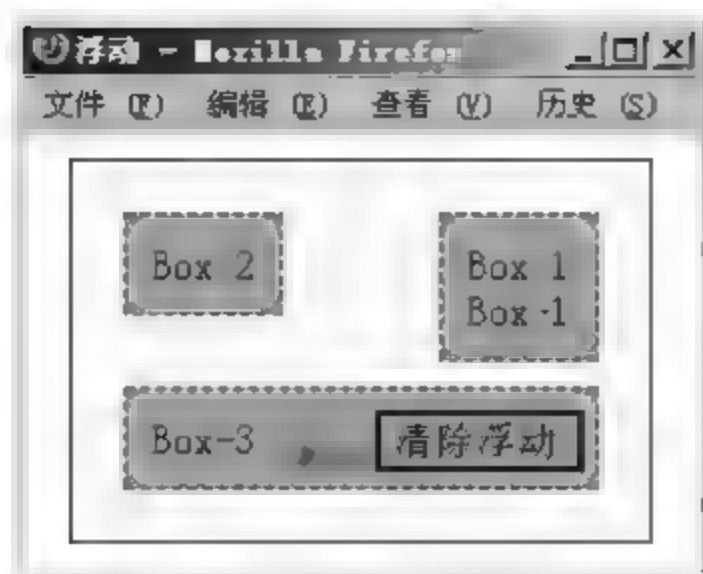 浮动 - Mozilla Firefox
文件 (F) 编辑 (E) 查看 (V) 历史 (S)
Box 2
Box 1
Box-1
Box-3
清除浮动